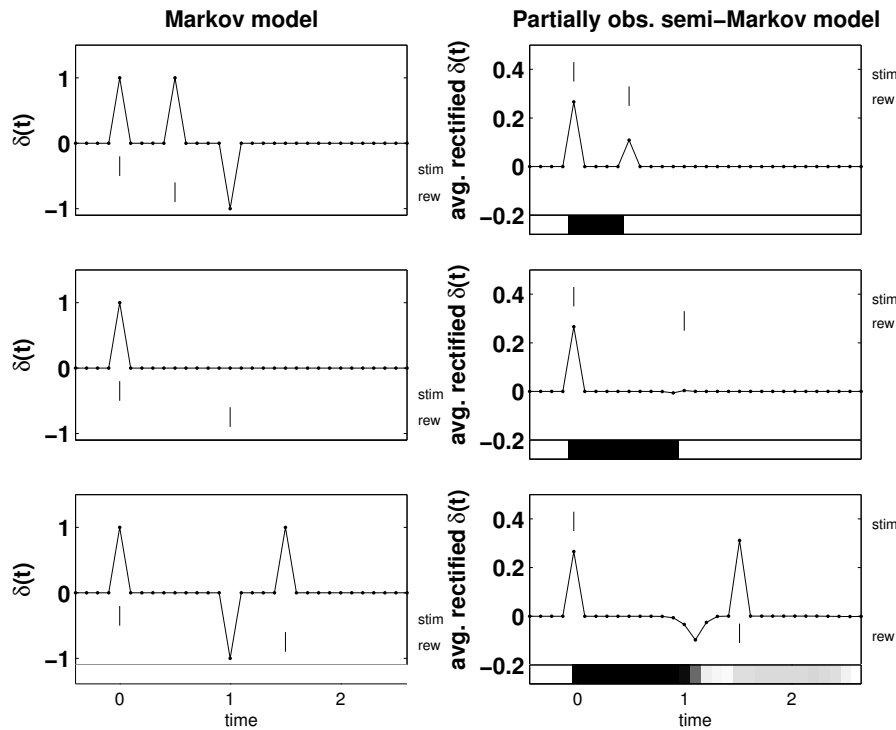 Markov model
Partially obs. semi−Markov model
1
0
−1
δ(t)
stim
rew
0.4
0.2
0
−0.2
avg. rectified δ(t)
stim
rew
1
0
−1
δ(t)
stim
rew
0.4
0.2
0
−0.2
avg. rectified δ(t)
stim
rew
1
0
−1
δ(t)
stim
rew
0 1 2
time
0.4
0.2
0
−0.2
avg. rectified δ(t)
stim
rew
0 1 2
time